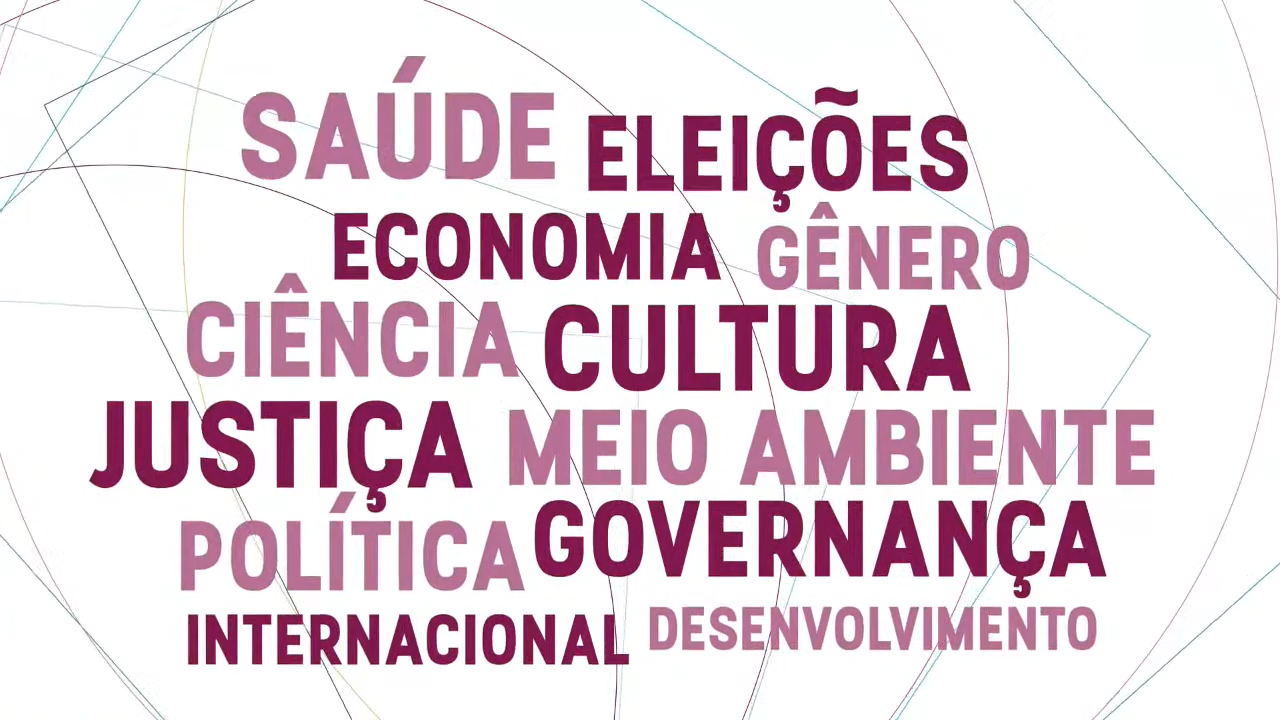 SAÚDE ELEIÇÕES
ECONOMIA GÊNERO
CIÊNCIA CULTURA
JUSTIÇA MEIO AMBIENTE
POLÍTICA GOVERNANÇA
INTERNACIONAL DESENVOLVIMENTO